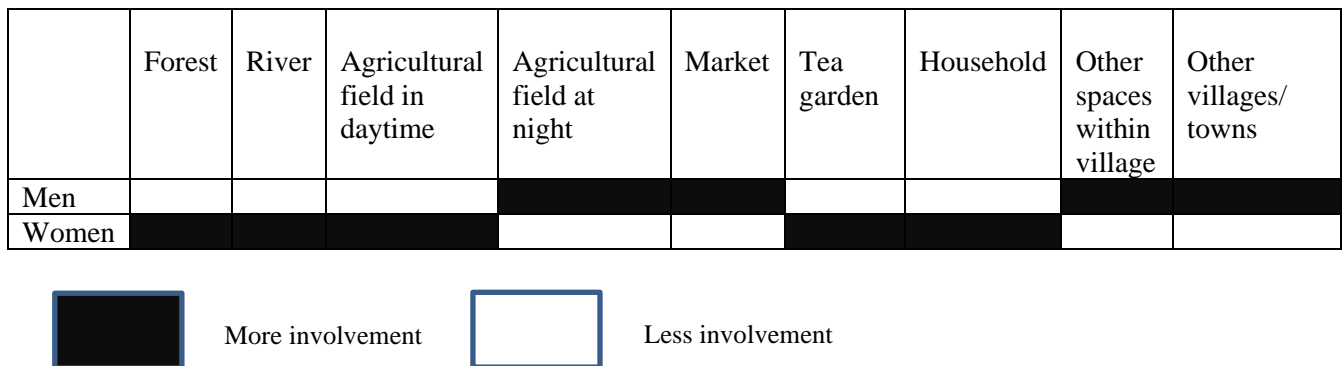 Forest River Agricultural field in daytime Agricultural field at night Market Tea garden Household Other spaces within village Other villages/ towns
Men
Women
More involvement Less involvement